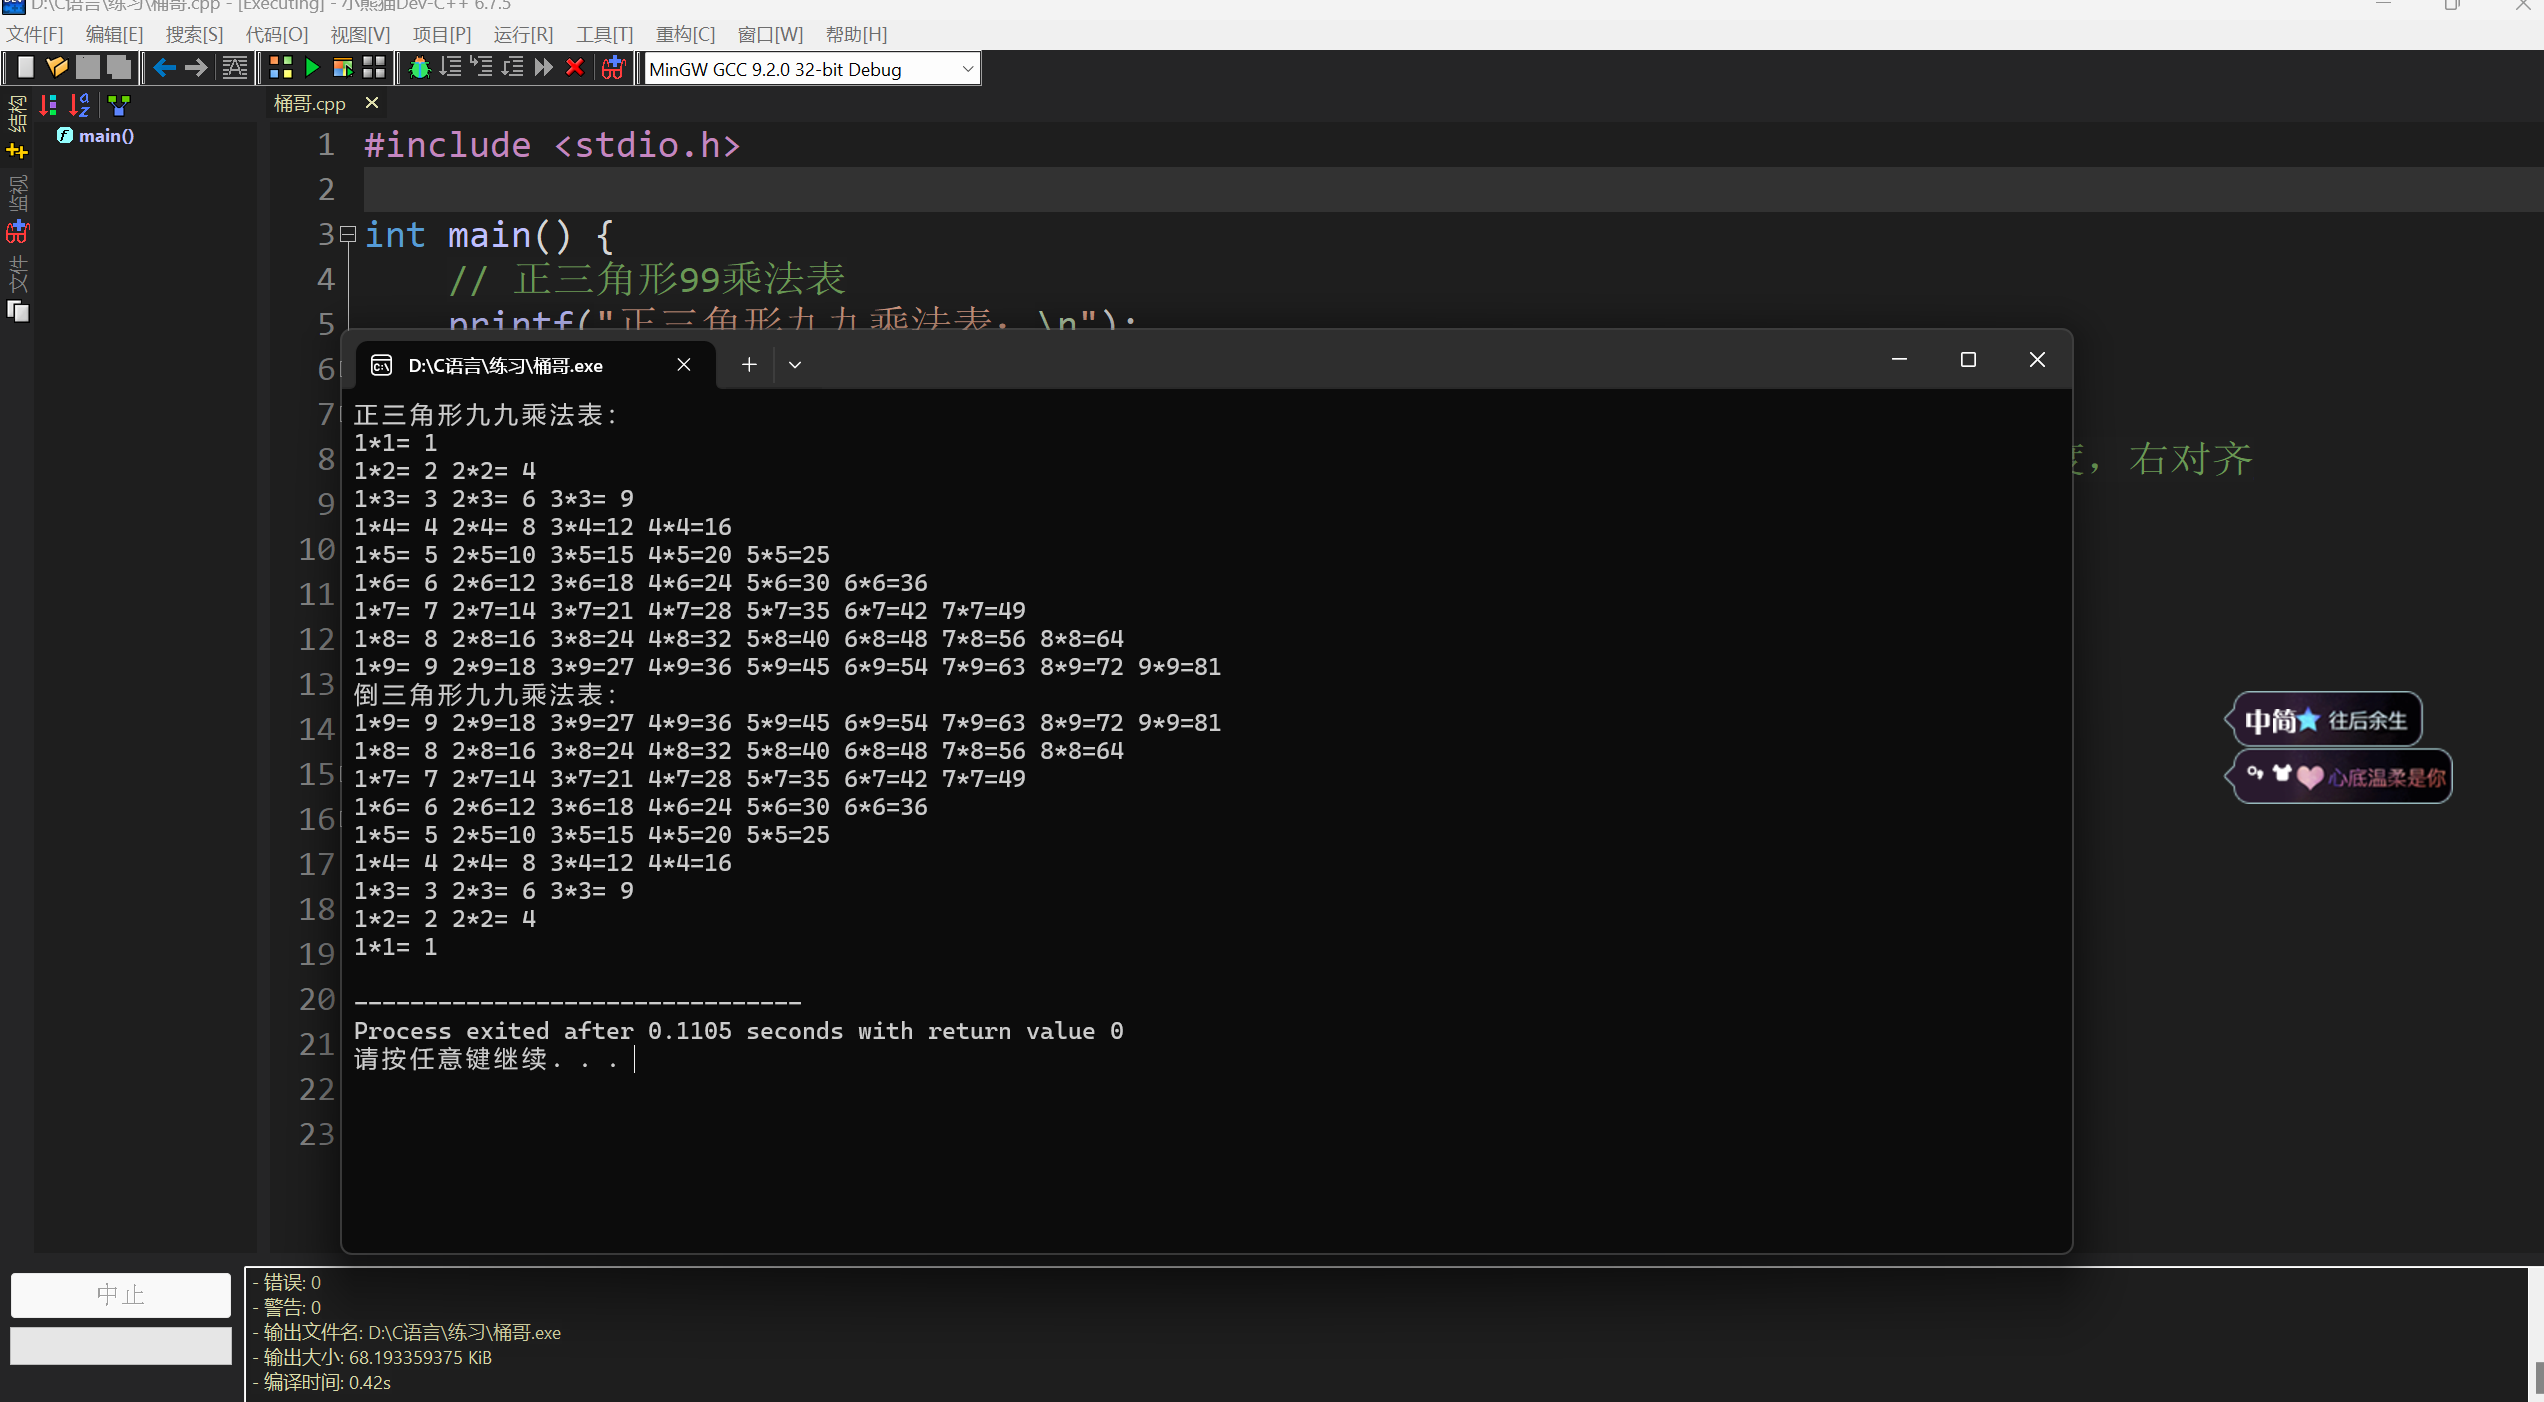 D:\C语言\练习\桶哥.cpp - [Executing] - 小熊猫Dev-C++ 6.7.5
文件[F] 编辑[E] 搜索[S] 代码[O] 视图[V] 项目[P] 运行[R] 工具[T] 重构[C] 窗口[W] 帮助[H]
MinGW GCC 9.2.0 32-bit Debug
结构
监视
文件
main()
桶哥.cpp
1 #include <stdio.h>
2
3 int main() {
4 // 正三角形99乘法表
5 printf("正三角形九九乘法表：\n");
6
7
8 度，右对齐
9
10
11
12
13
14
15
16
17
18
19
20
21
22
23
D:\C语言\练习\桶哥.exe
正三角形九九乘法表：
1*1= 1
1*2= 2 2*2= 4
1*3= 3 2*3= 6 3*3= 9
1*4= 4 2*4= 8 3*4=12 4*4=16
1*5= 5 2*5=10 3*5=15 4*5=20 5*5=25
1*6= 6 2*6=12 3*6=18 4*6=24 5*6=30 6*6=36
1*7= 7 2*7=14 3*7=21 4*7=28 5*7=35 6*7=42 7*7=49
1*8= 8 2*8=16 3*8=24 4*8=32 5*8=40 6*8=48 7*8=56 8*8=64
1*9= 9 2*9=18 3*9=27 4*9=36 5*9=45 6*9=54 7*9=63 8*9=72 9*9=81
倒三角形九九乘法表：
1*9= 9 2*9=18 3*9=27 4*9=36 5*9=45 6*9=54 7*9=63 8*9=72 9*9=81
1*8= 8 2*8=16 3*8=24 4*8=32 5*8=40 6*8=48 7*8=56 8*8=64
1*7= 7 2*7=14 3*7=21 4*7=28 5*7=35 6*7=42 7*7=49
1*6= 6 2*6=12 3*6=18 4*6=24 5*6=30 6*6=36
1*5= 5 2*5=10 3*5=15 4*5=20 5*5=25
1*4= 4 2*4= 8 3*4=12 4*4=16
1*3= 3 2*3= 6 3*3= 9
1*2= 2 2*2= 4
1*1= 1
--------------------------------
Process exited after 0.1105 seconds with return value 0
请按任意键继续. . .
中简 往后余生
心底温柔是你
中止
- 错误: 0
- 警告: 0
- 输出文件名: D:\C语言\练习\桶哥.exe
- 输出大小: 68.193359375 KiB
- 编译时间: 0.42s